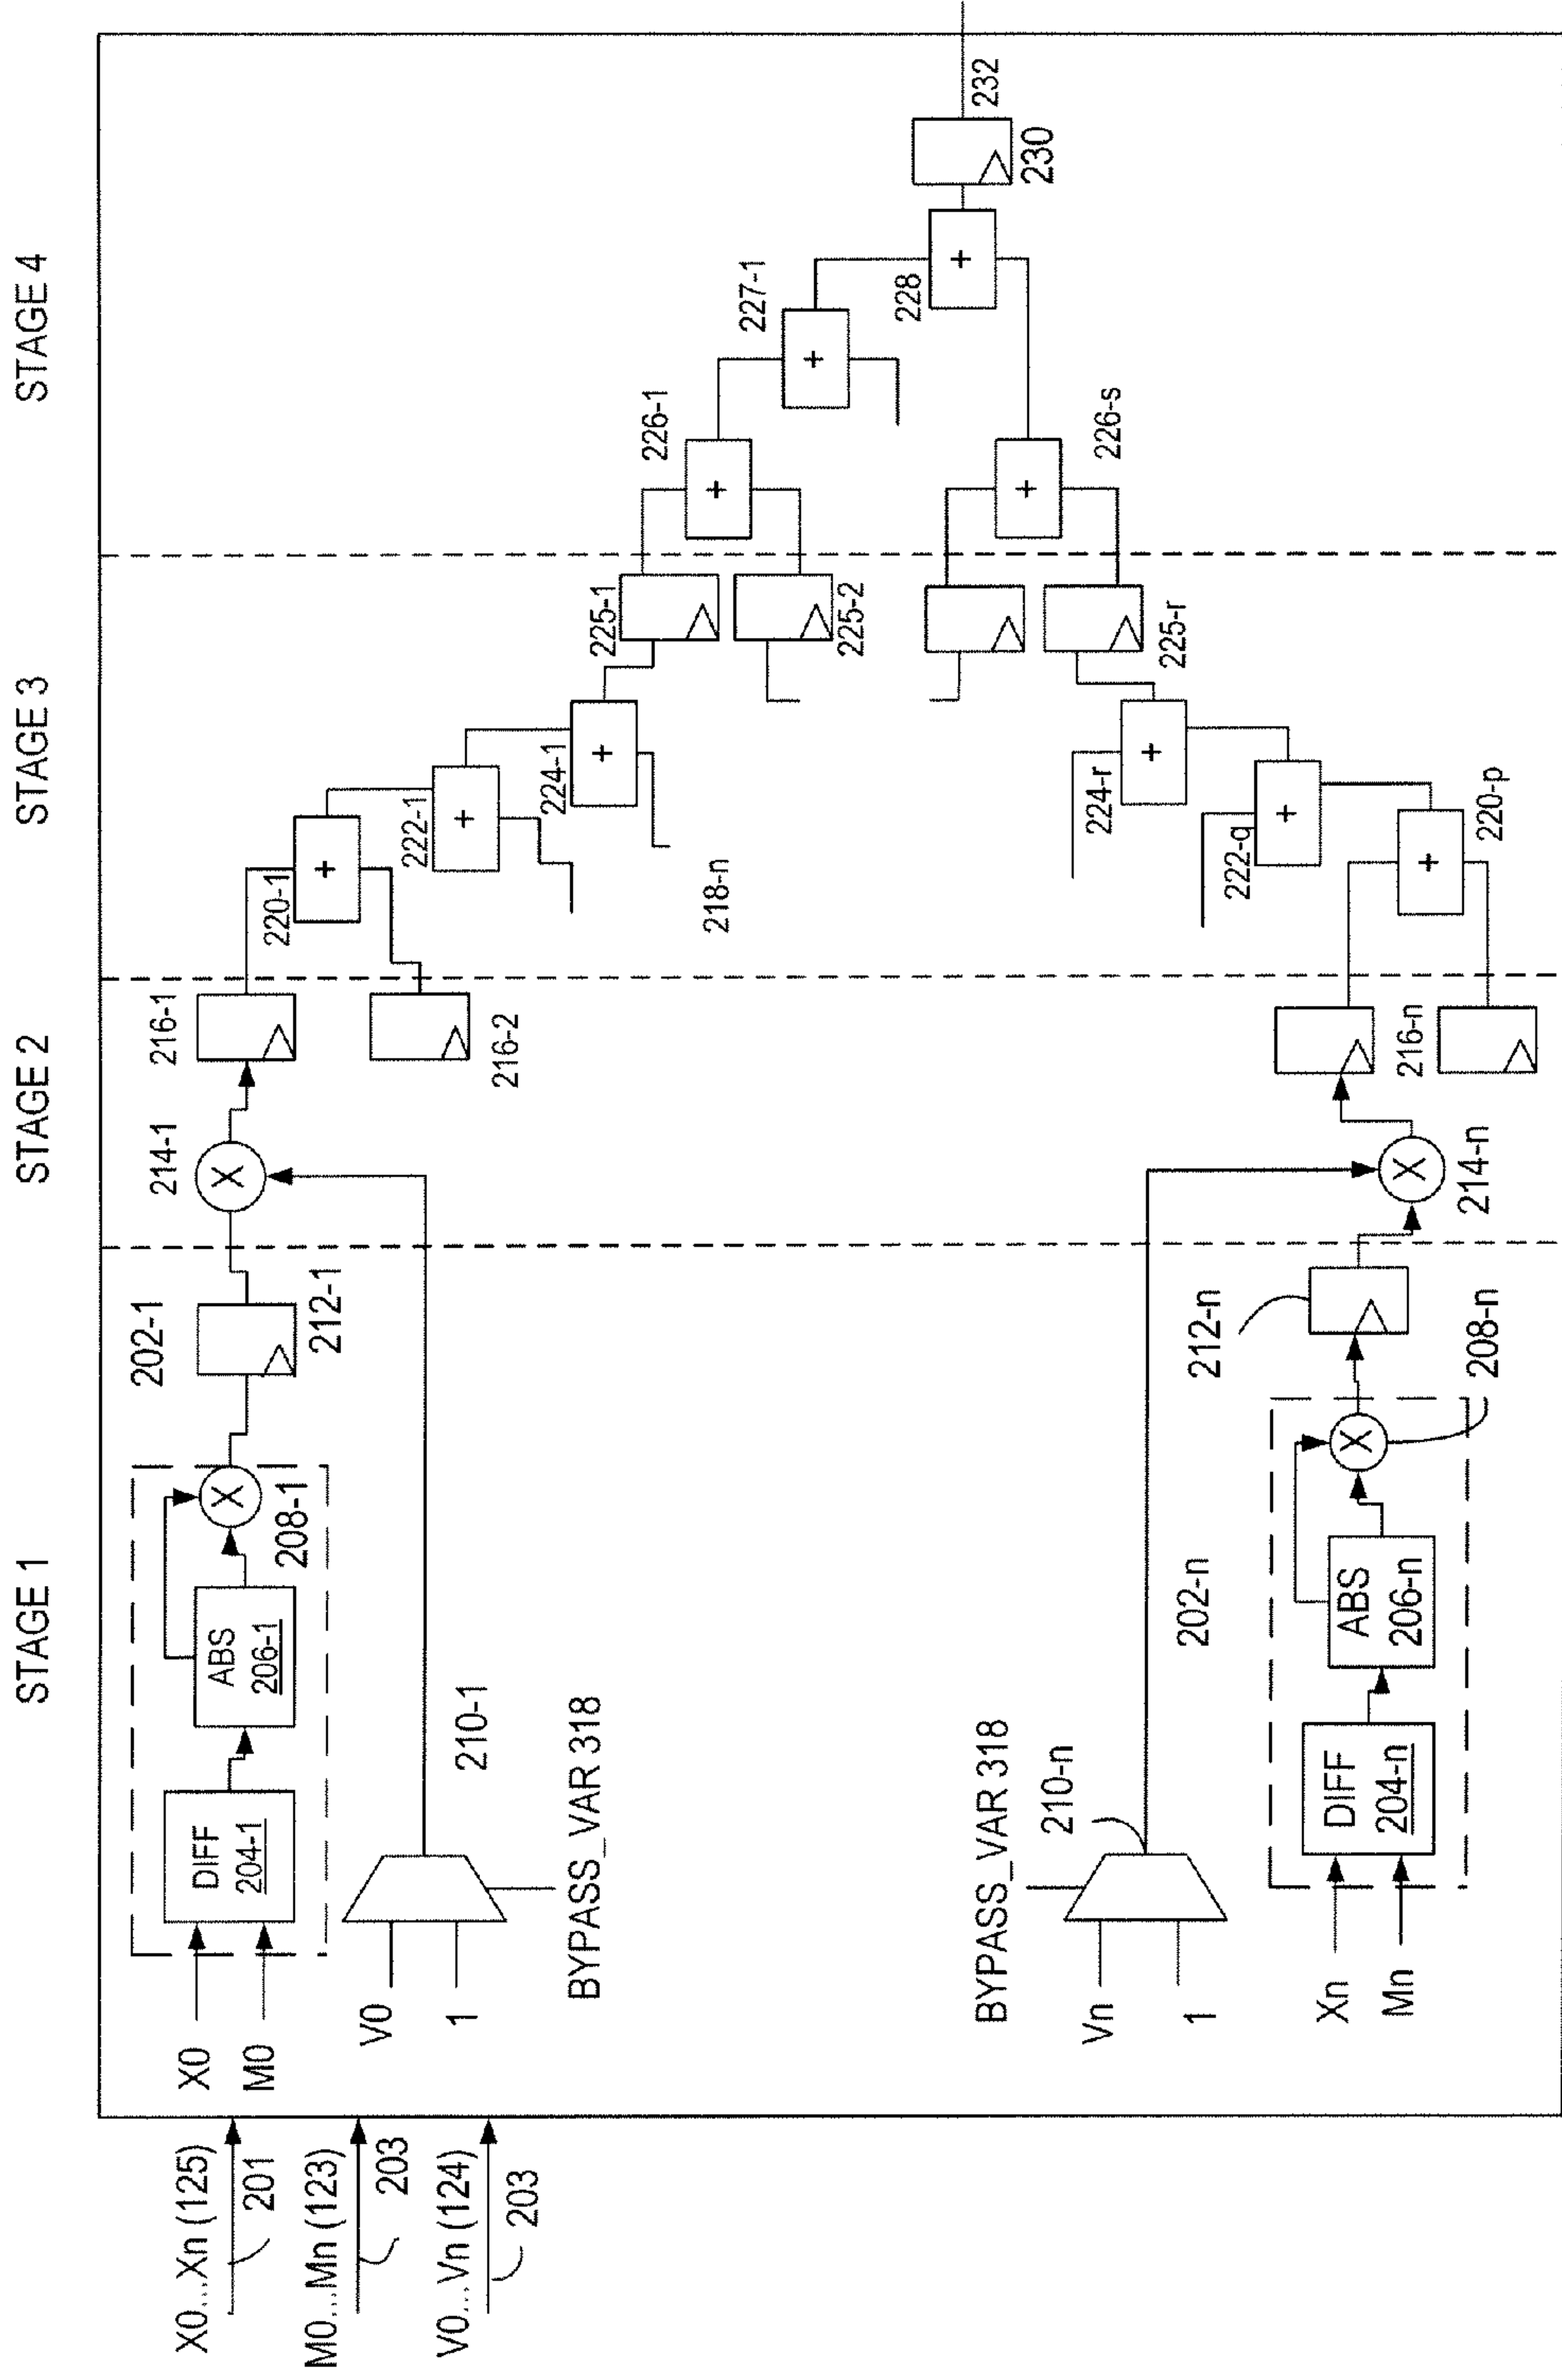 STAGE 1
STAGE 2
STAGE 3
STAGE 4
X0...Xn (125)
201
M0...Mn (123)
203
V0...Vn (124)
203
X0
M0
DIFF
204-1
ABS
206-1
X
208-1
202-1
212-1
V0
1
BYPASS_VAR 318
210-1
X
214-1
216-1
216-2
+
220-1
+
222-1
+
224-1
218-n
225-1
225-2
+
226-1
+
227-1
+
228
230
232
BYPASS_VAR 318
Vn
1
210-n
202-n
Xn
Mn
DIFF
204-n
ABS
206-n
X
208-n
212-n
X
214-n
216-n
+
220-p
+
222-q
+
224-r
225-r
+
226-s